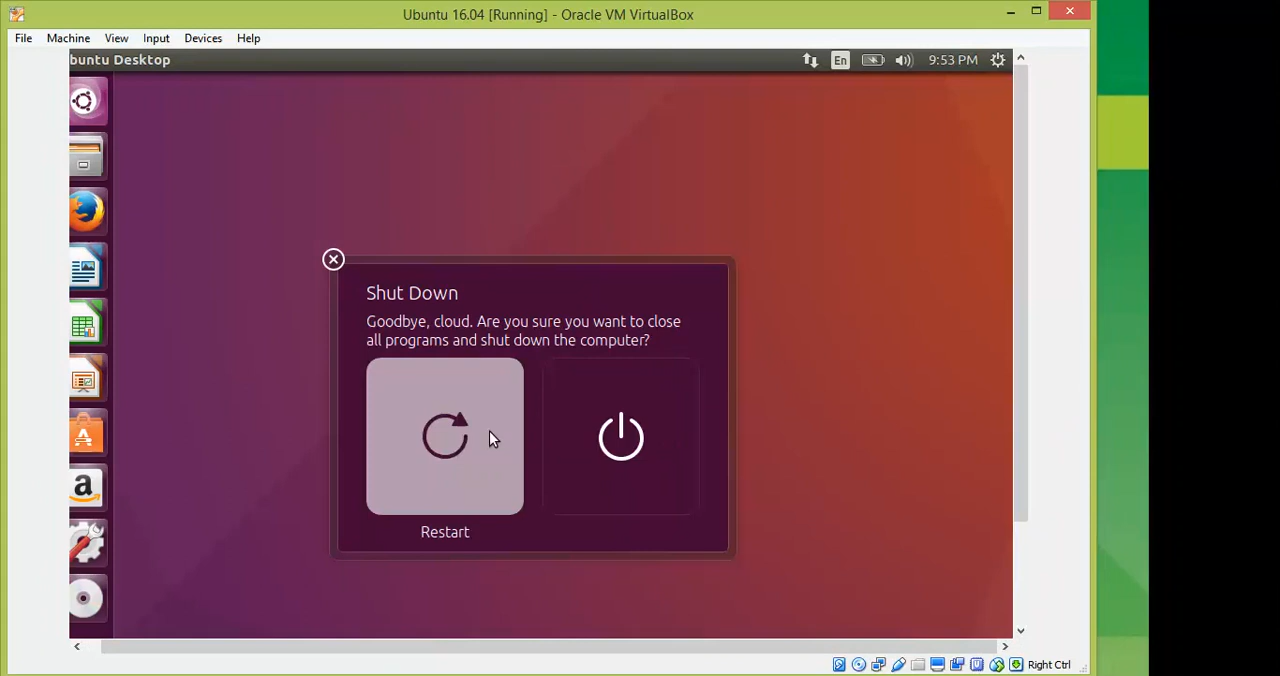 Ubuntu 16.04 [Running] - Oracle VM VirtualBox
File Machine View Input Devices Help
buntu Desktop
En
9:53 PM
Shut Down
Goodbye, cloud. Are you sure you want to close
all programs and shut down the computer?
Restart
Right Ctrl